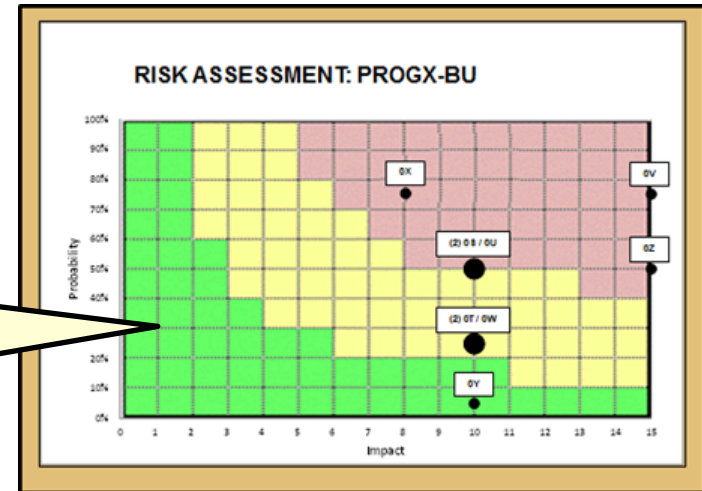 RISK ASSESSMENT: PROGX-BU
100%
90%
0X
0V
80%
70%
(2) 0S / 0U
0Z
60%
50%
Probability
40%
(2) 0T / 0W
30%
20%
0Y
10%
0%
0 1 2 3 4 5 6 7 8 9 10 11 12 13 14 15
Impact